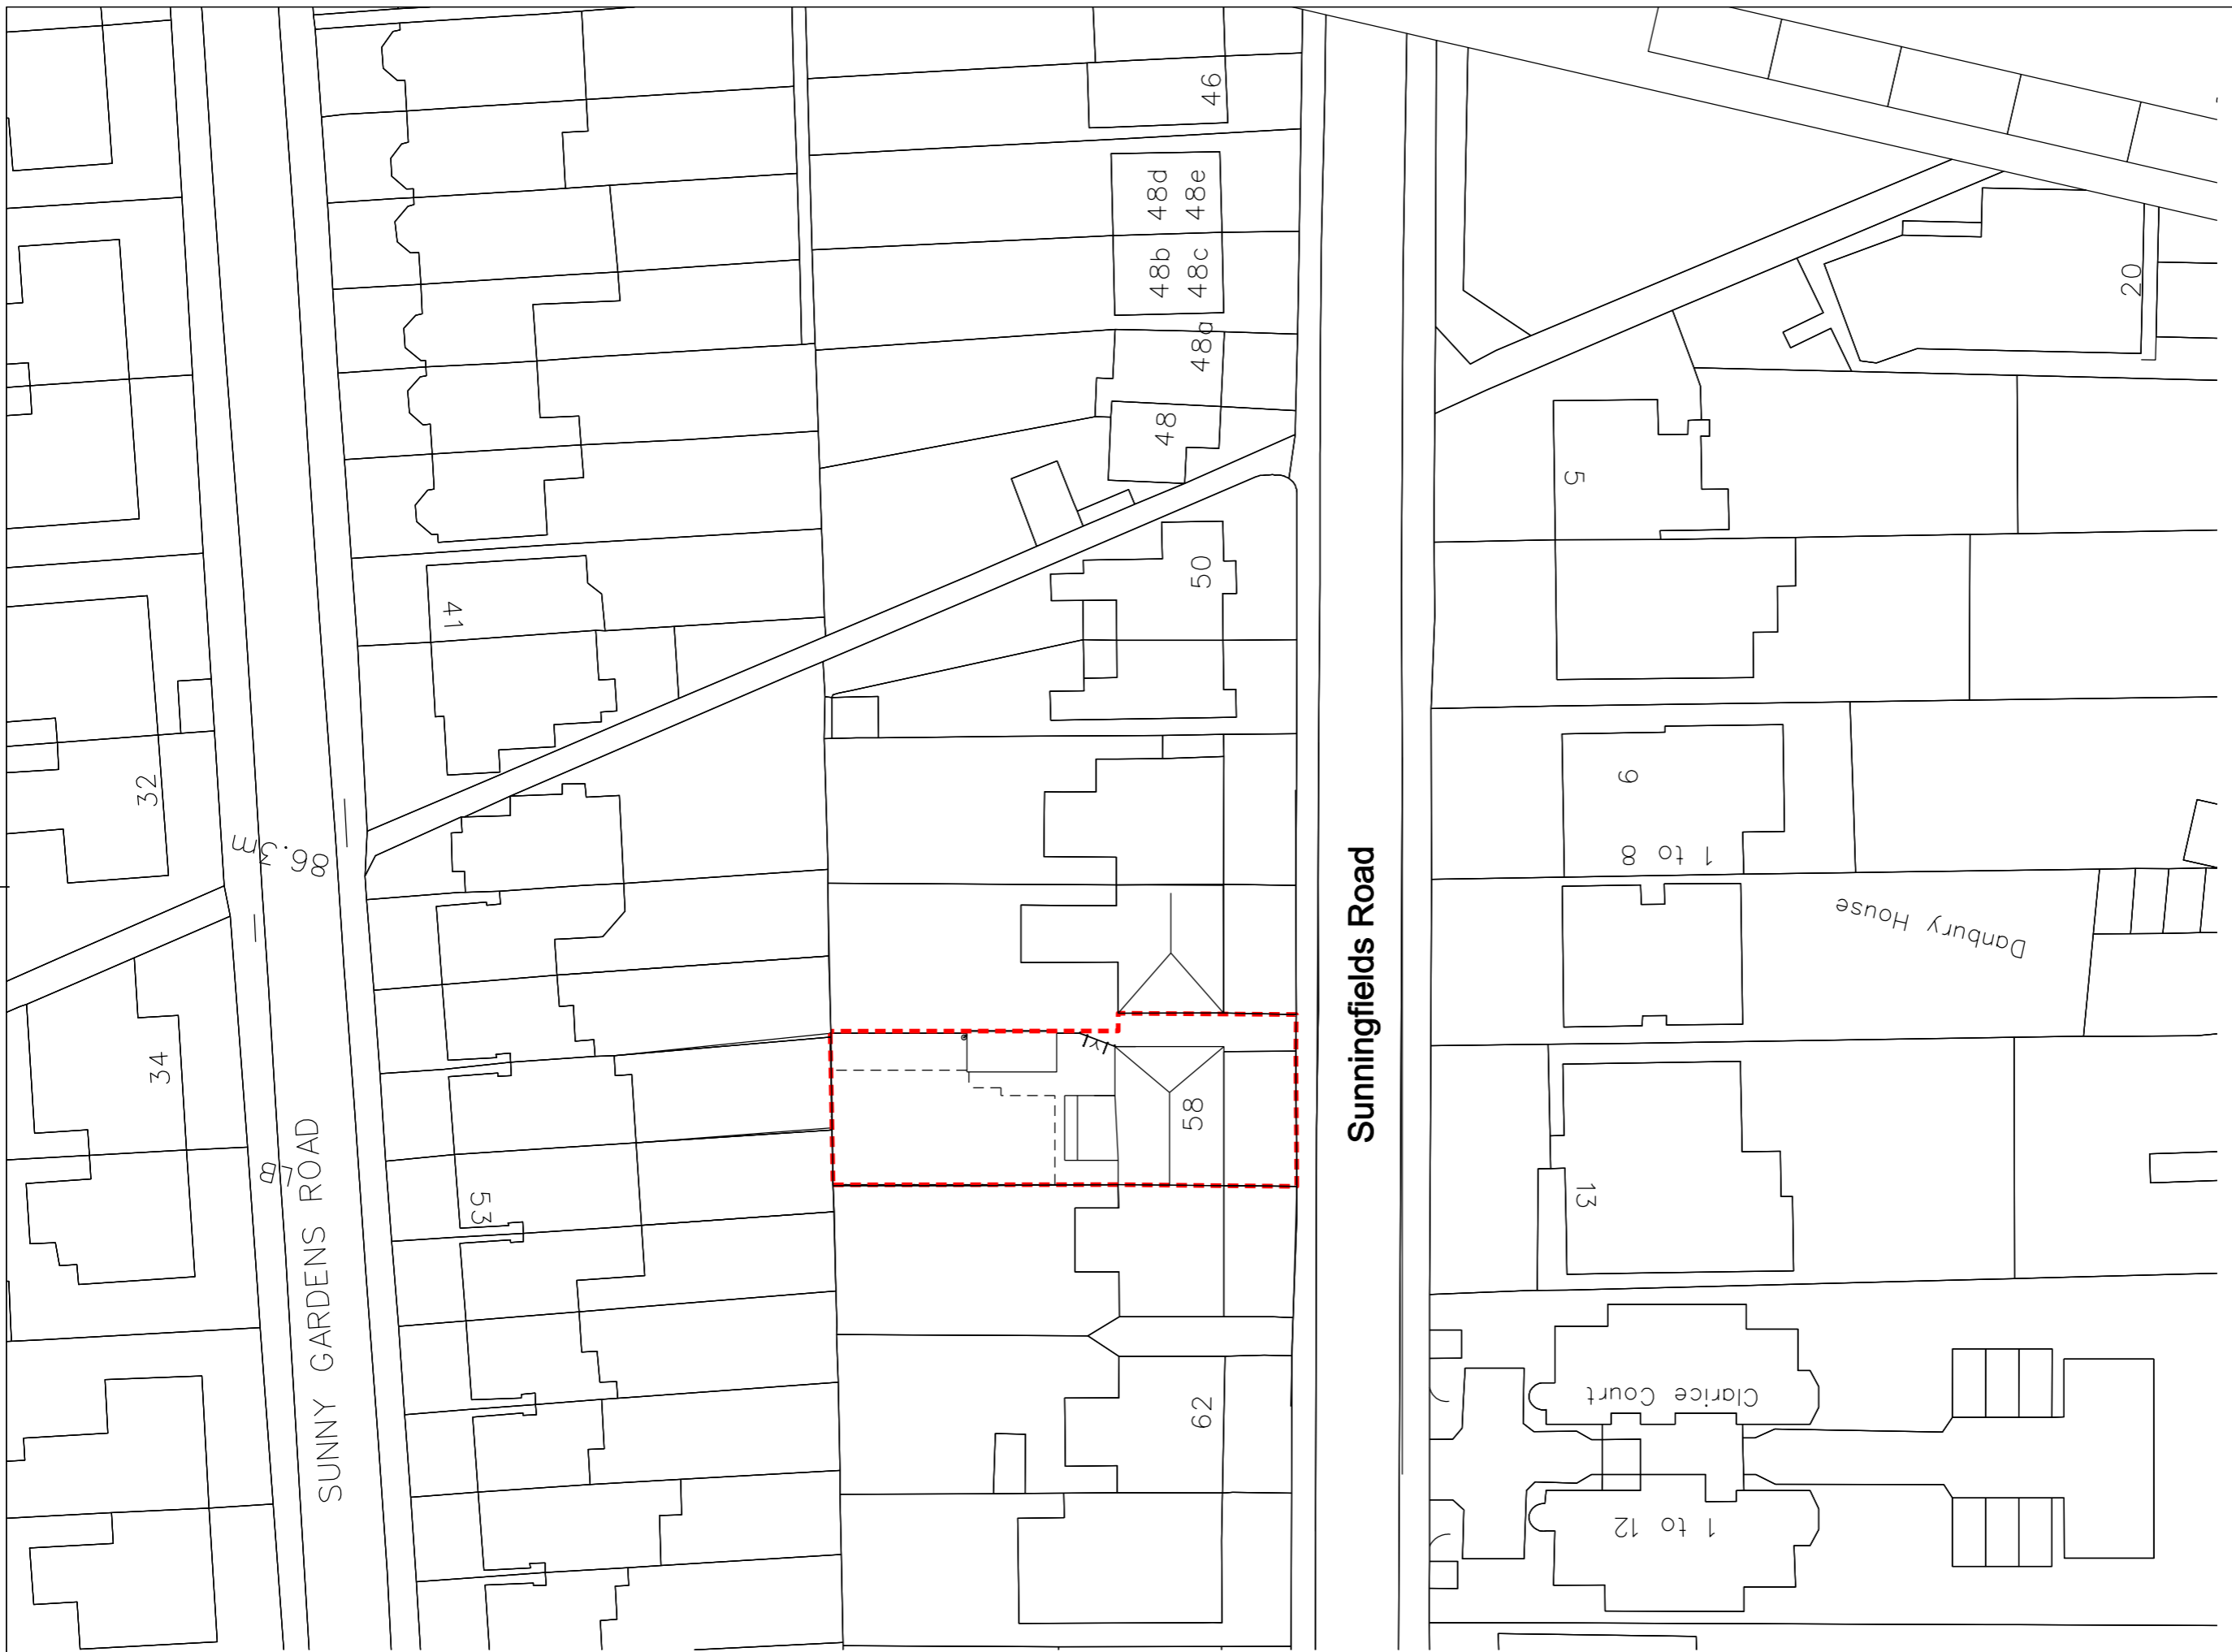 46
48d
48e
48b
48c
48a
48
50
20
5
41
32
86.3m
9
1 to 8
Danbury House
34
LB
SUNNY GARDENS ROAD
53
58
Sunningfields Road
13
62
Clarice Court
1 to 12